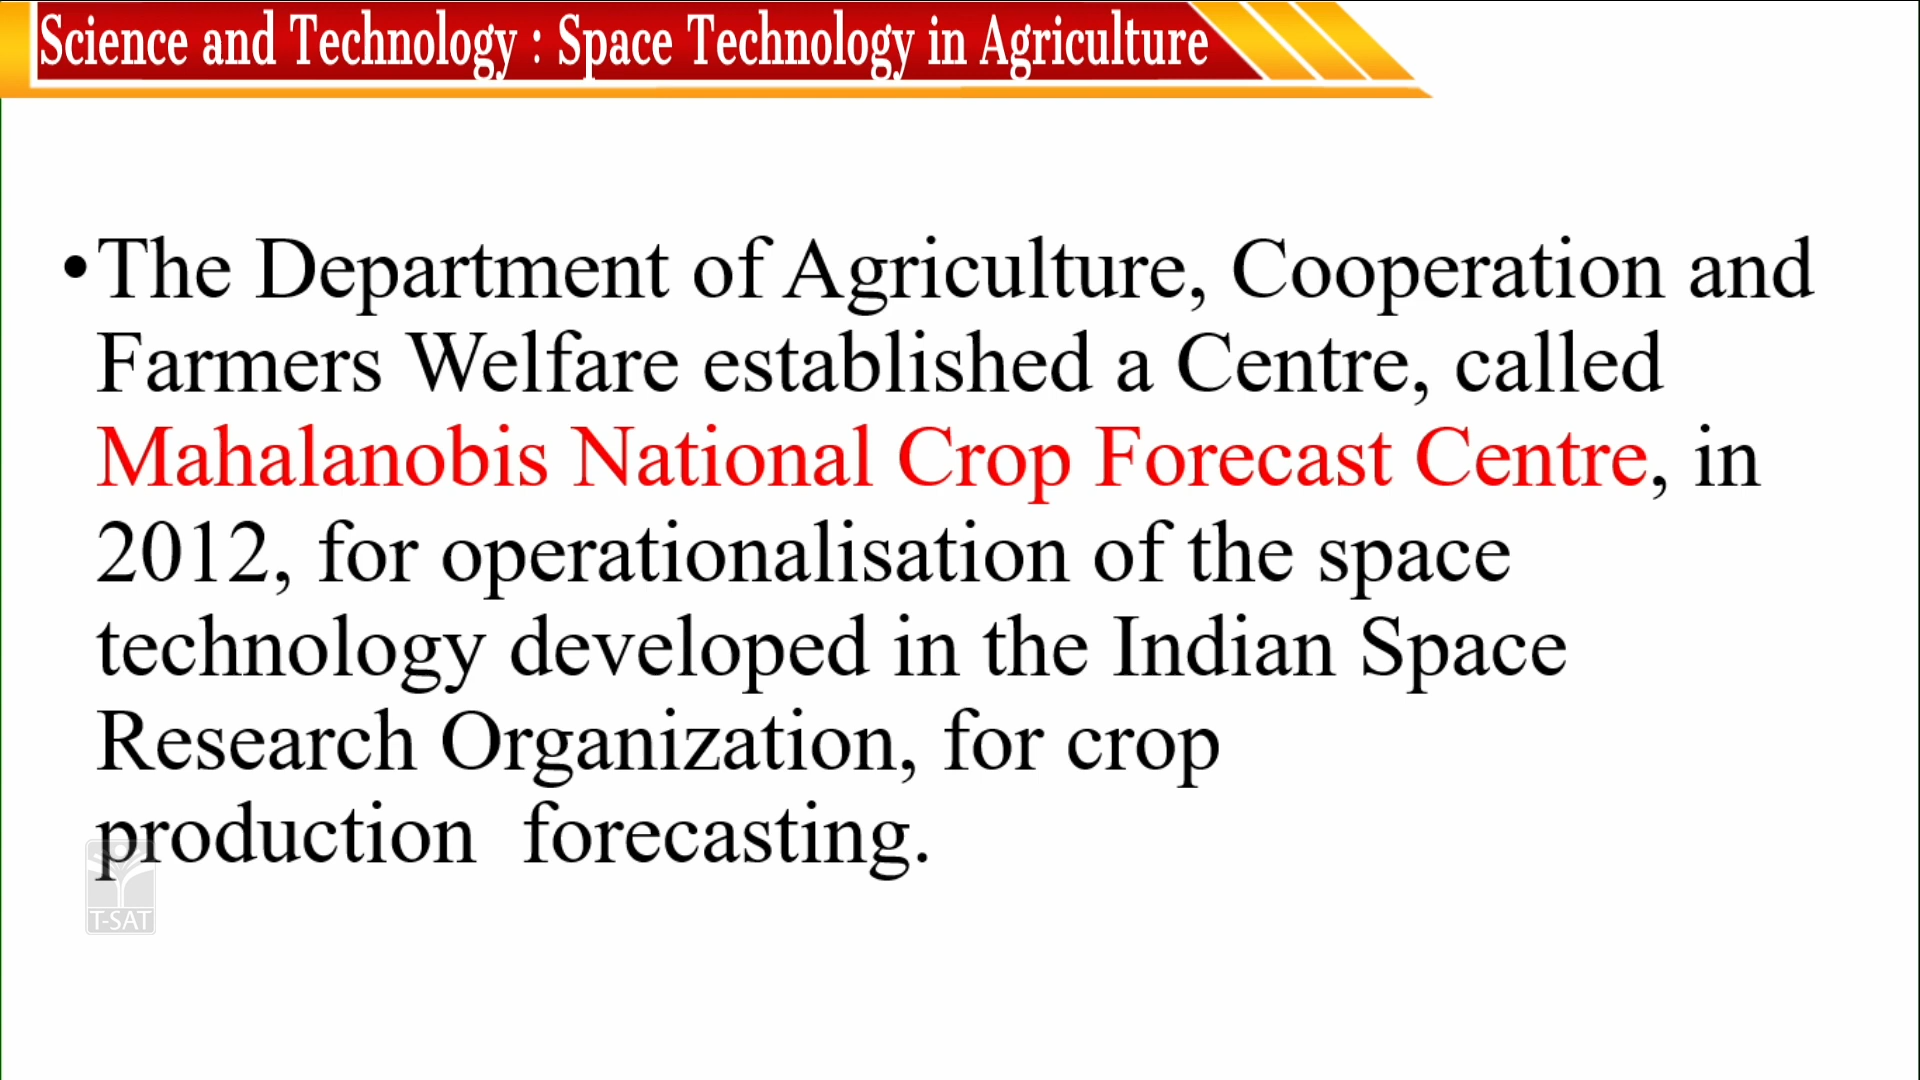 Science and Technology : Space Technology in Agriculture
•The Department of Agriculture, Cooperation and
Farmers Welfare established a Centre, called
Mahalanobis National Crop Forecast Centre, in
2012, for operationalisation of the space
technology developed in the Indian Space
Research Organization, for crop
production  forecasting.
T-SAT